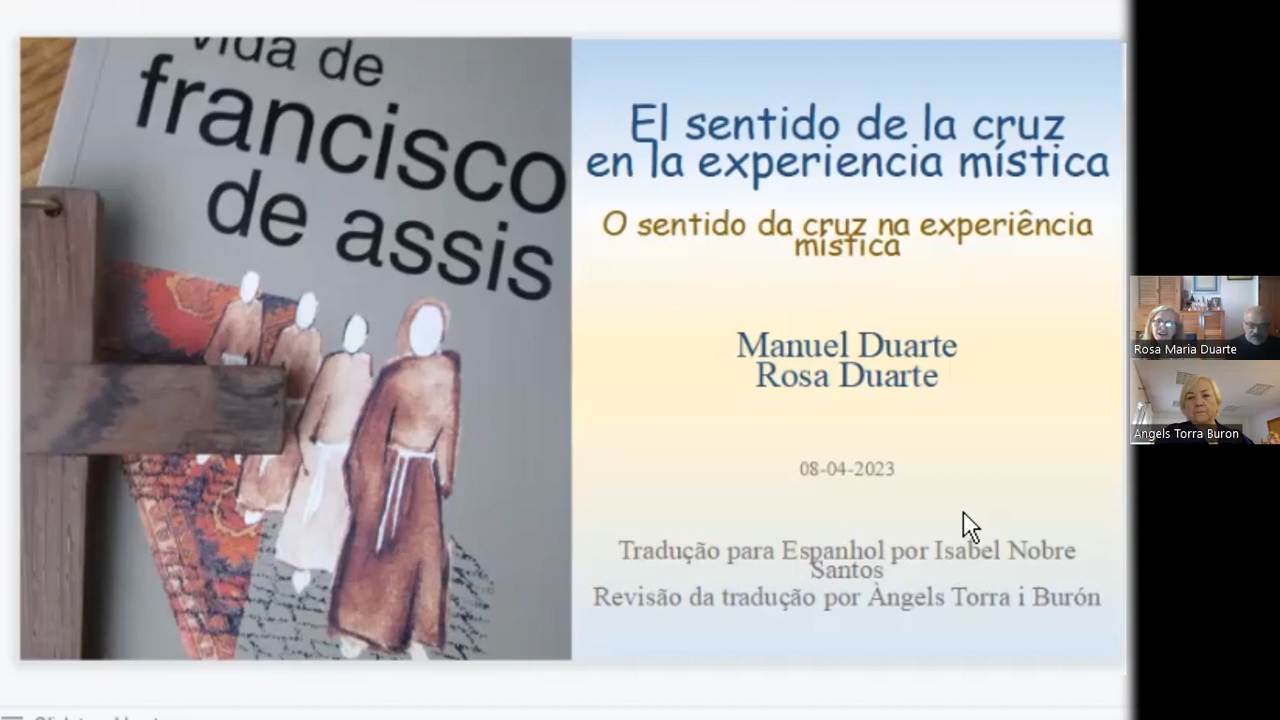 vida de
francisco
de assis
El sentido de la cruz
en la experiencia mística
O sentido da cruz na experiência
mística
Manuel Duarte
Rosa Duarte
08-04-2023
Tradução para Espanhol por Isabel Nobre
Santos
Revisão da tradução por Àngels Torra i Burón
Rosa Maria Duarte
Angels Torra Buron